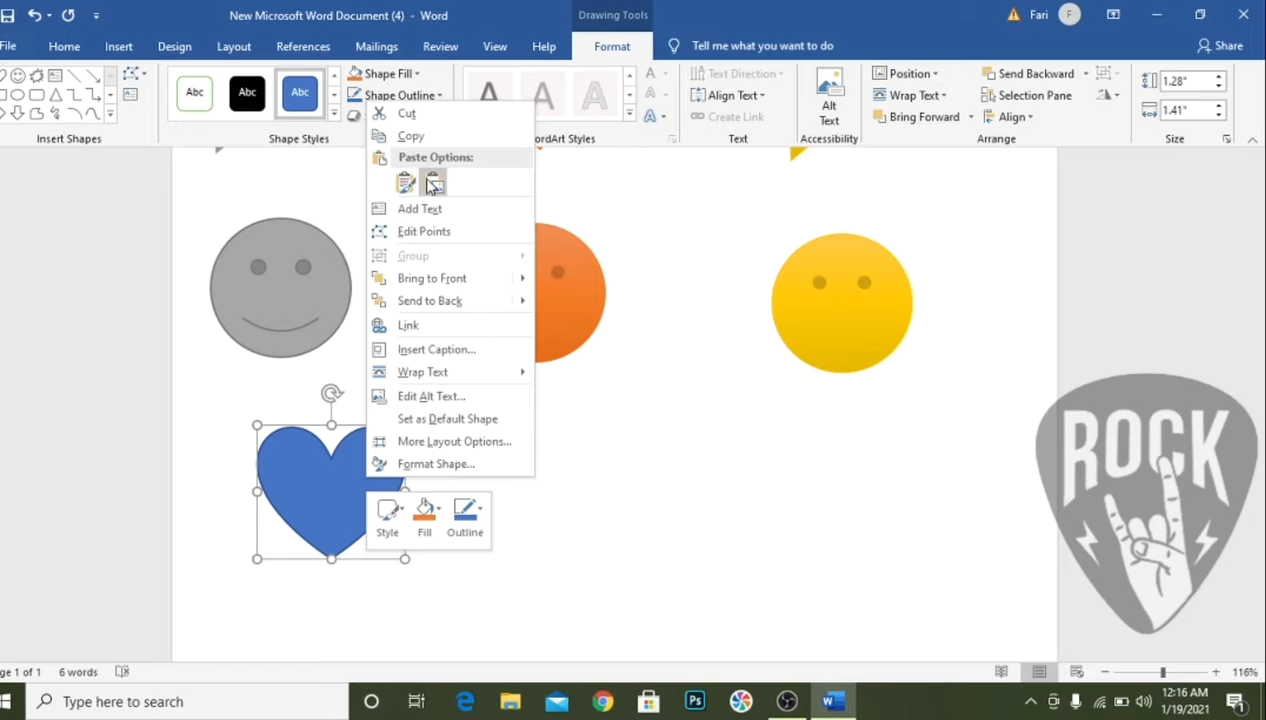 New Microsoft Word Document (4) - Word
Drawing Tools
Fari
F
File
Home
Insert
Design
Layout
References
Mailings
Review
View
Help
Format
Tell me what you want to do
Share
Insert Shapes
Abc
Abc
Abc
Shape Styles
Shape Fill
Shape Outline
A
A
A
WordArt Styles
Text Direction
Align Text
Create Link
Text
Alt
Text
Accessibility
Position
Wrap Text
Bring Forward
Send Backward
Selection Pane
Align
Arrange
1.28"
1.41"
Size
Cut
Copy
Paste Options:
Add Text
Edit Points
Group
Bring to Front
Send to Back
Link
Insert Caption...
Wrap Text
Edit Alt Text...
Set as Default Shape
More Layout Options...
Format Shape...
Style
Fill
Outline
ROCK
ge 1 of 1
6 words
116%
Type here to search
Ps
W
12:16 AM
1/19/2021
1